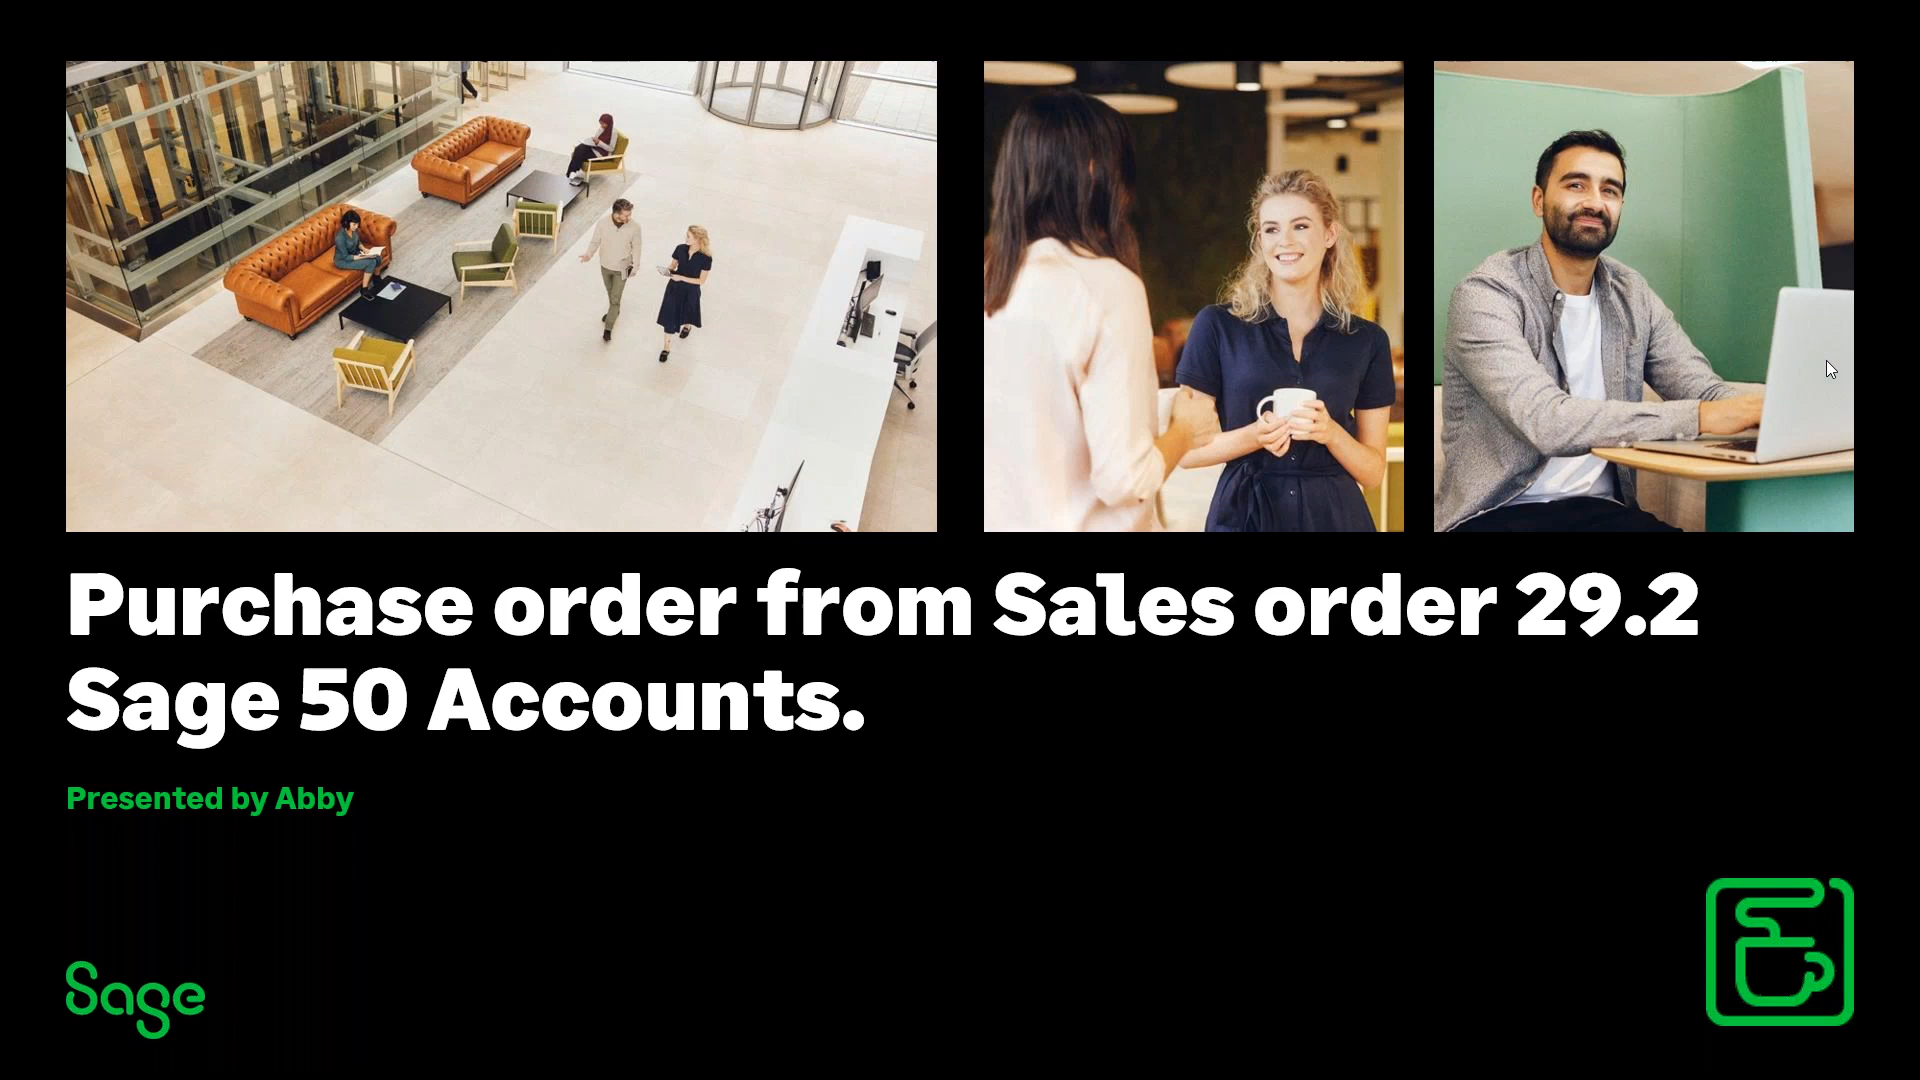 Purchase order from Sales order 29.2
Sage 50 Accounts.
Presented by Abby
Sage